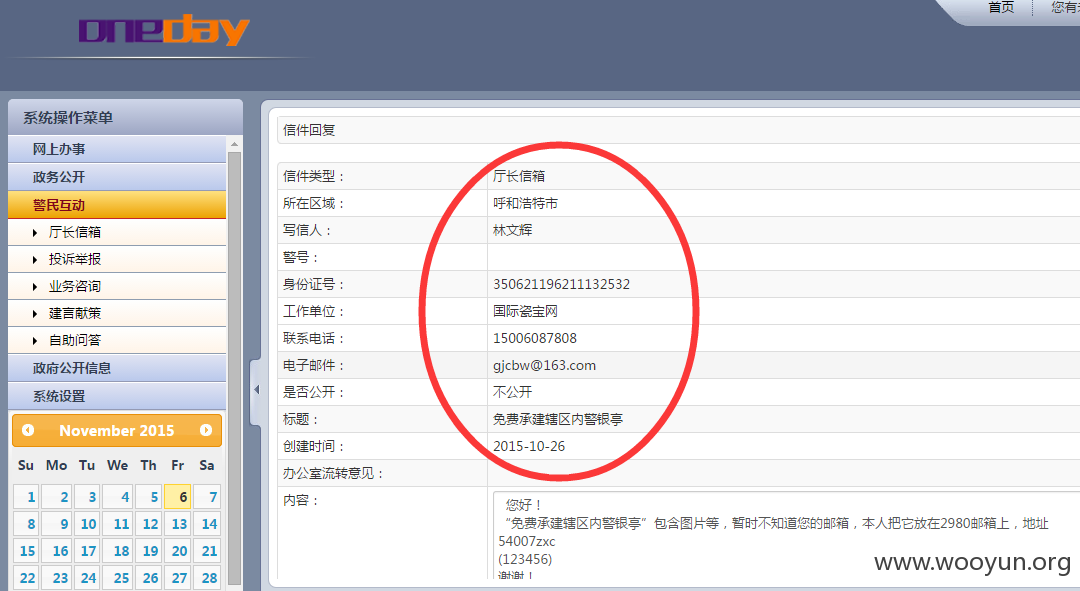 首页 您有
oneday
系统操作菜单
网上办事
政务公开
警民互动
厅长信箱
投诉举报
业务咨询
建言献策
自助问答
政府公开信息
系统设置
November 2015
Su Mo Tu We Th Fr Sa
1 2 3 4 5 6 7
8 9 10 11 12 13 14
15 16 17 18 19 20 21
22 23 24 25 26 27 28
信件回复
信件类型： 厅长信箱
所在区域： 呼和浩特市
写信人： 林文辉
警号：
身份证号： 350621196211132532
工作单位： 国际瓷宝网
联系电话： 15006087808
电子邮件： gjcbw@163.com
是否公开： 不公开
标题： 免费承建辖区内警银亭
创建时间： 2015-10-26
办公室流转意见：
内容： 您好！
“免费承建辖区内警银亭”包含图片等，暂时不知道您的邮箱，本人把它放在2980邮箱上，地址
54007zxc
(123456)
谢谢！
www.wooyun.org